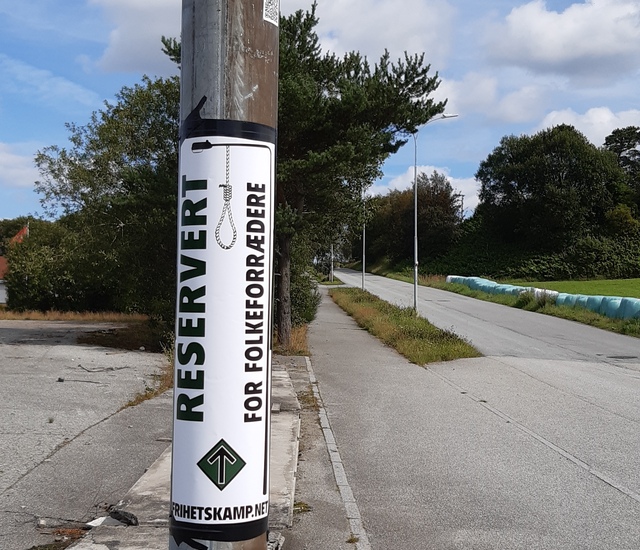 RESERVERT
FOR FOLKEFORRÆDERE
FRIHETSKAMP.NET